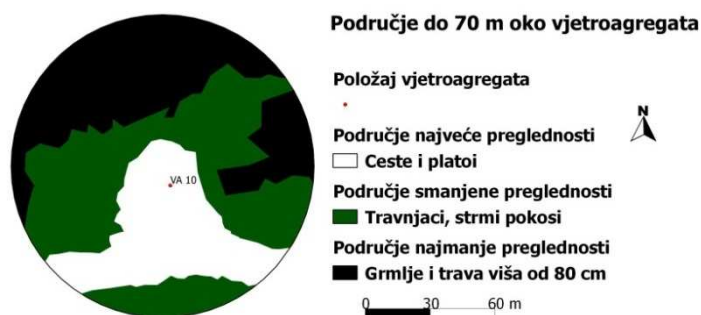 Područje do 70 m oko vjetroagregata
Položaj vjetroagregata
N
Područje najveće preglednosti
Ceste i platoi
VA 10
Područje smanjene preglednosti
Travnjaci, strmi pokosi
Područje najmanje preglednosti
Grmlje i trava viša od 80 cm
0 30 60 m